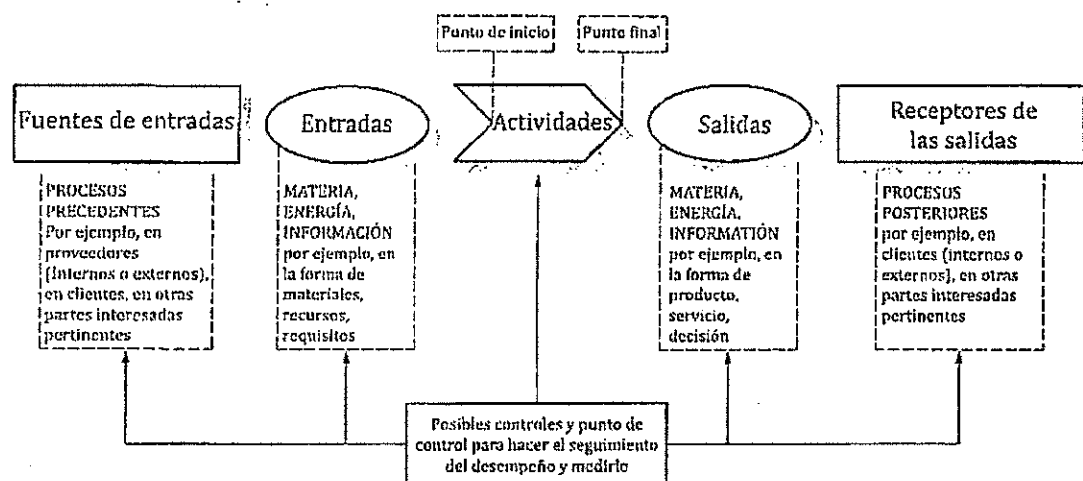 Punto de inicio
Punto final
Fuentes de entradas
Entradas
Actividades
Salidas
Receptores de
las salidas
PROCESOS
PRECEDENTES
Por ejemplo, en
proveedores
(internos o externos),
en clientes, en otras
partes interesadas
pertinentes
MATERIA,
ENERGÍA,
INFORMACIÓN
por ejemplo, en
la forma de
materiales,
recursos,
requisitos
MATERIA,
ENERGÍA,
INFORMATIÓN
por ejemplo, en
la forma de
producto,
servicio,
decisión
PROCESOS
POSTERIORES
por ejemplo, en
clientes (internos o
externos), en otras
partes interesadas
pertinentes
Posibles controles y punto de
control para hacer el seguimiento
del desempeño y medirlo